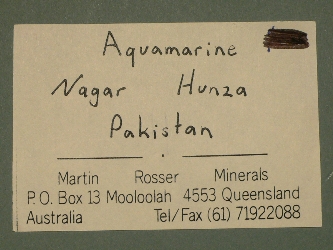 Aquamarine
Nagar Hunza
Pakistan
Martin Rosser Minerals
P.O. Box 13 Mooloolah 4553 Queensland
Australia Tel/Fax (61) 71922088